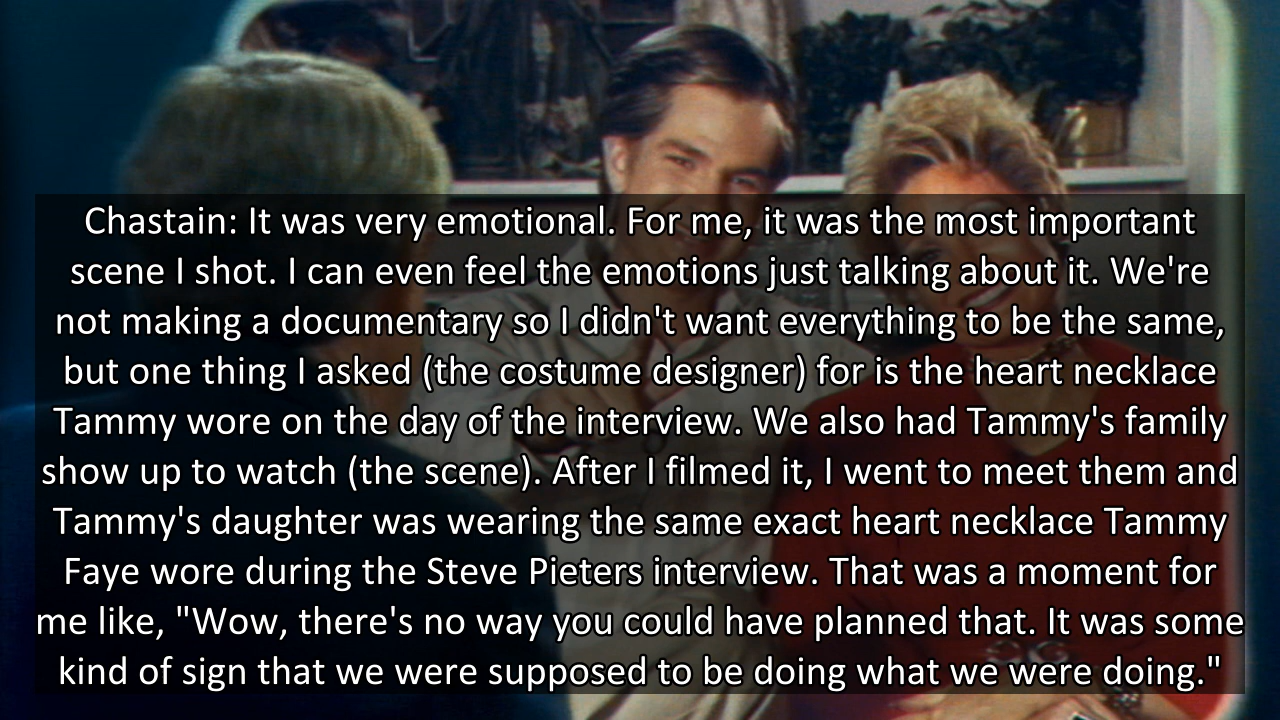 Chastain: It was very emotional. For me, it was the most important
scene I shot. I can even feel the emotions just talking about it. We're
not making a documentary so I didn't want everything to be the same,
but one thing I asked (the costume designer) for is the heart necklace
Tammy wore on the day of the interview. We also had Tammy's family
show up to watch (the scene). After I filmed it, I went to meet them and
Tammy's daughter was wearing the same exact heart necklace Tammy
Faye wore during the Steve Pieters interview. That was a moment for
me like, "Wow, there's no way you could have planned that. It was some
kind of sign that we were supposed to be doing what we were doing."